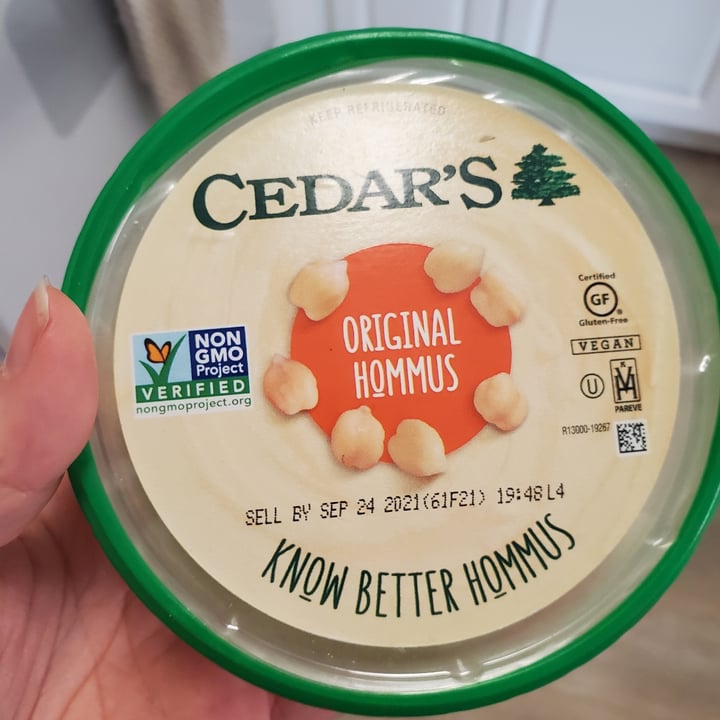 KEEP REFRIGERATED
CEDAR'S
ORIGINAL
HOMMUS
NON
GMO
Project
VERIFIED
nongmoproject.org
Certified
GF
Gluten-Free
VEGAN
U
K
PAREVE
R13000-19267
SELL BY SEP 24 2021(61F21) 19:48 L4
KNOW BETTER HOMMUS